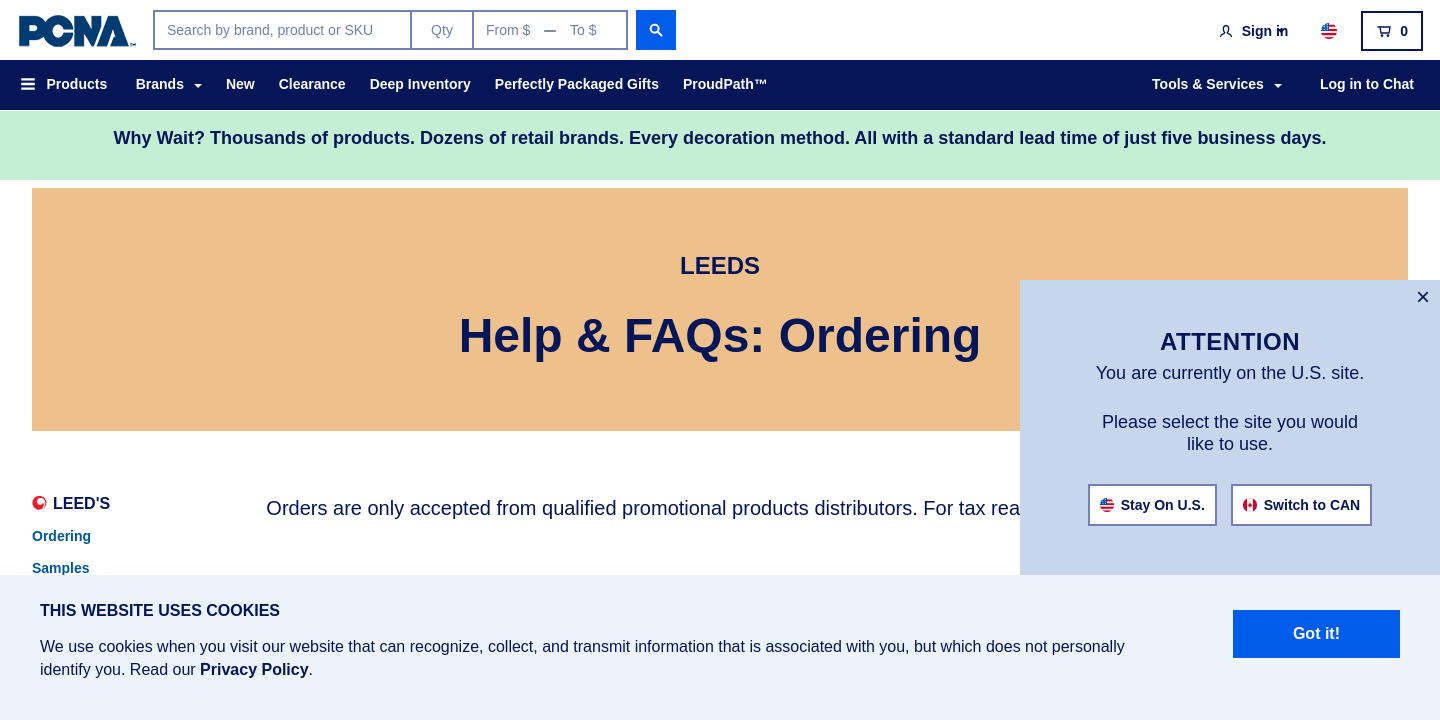 PCNA™
Search by brand, product or SKU
Qty
From $ — To $
Sign in
0
Products
Brands
New
Clearance
Deep Inventory
Perfectly Packaged Gifts
ProudPath™
Tools & Services
Log in to Chat
Why Wait? Thousands of products. Dozens of retail brands. Every decoration method. All with a standard lead time of just five business days.
LEEDS
Help & FAQs: Ordering
×
ATTENTION
You are currently on the U.S. site.
Please select the site you would
like to use.
Stay On U.S.
Switch to CAN
LEED'S
Ordering
Samples
Orders are only accepted from qualified promotional products distributors. For tax rea
THIS WEBSITE USES COOKIES
We use cookies when you visit our website that can recognize, collect, and transmit information that is associated with you, but which does not personally
identify you. Read our Privacy Policy.
Got it!